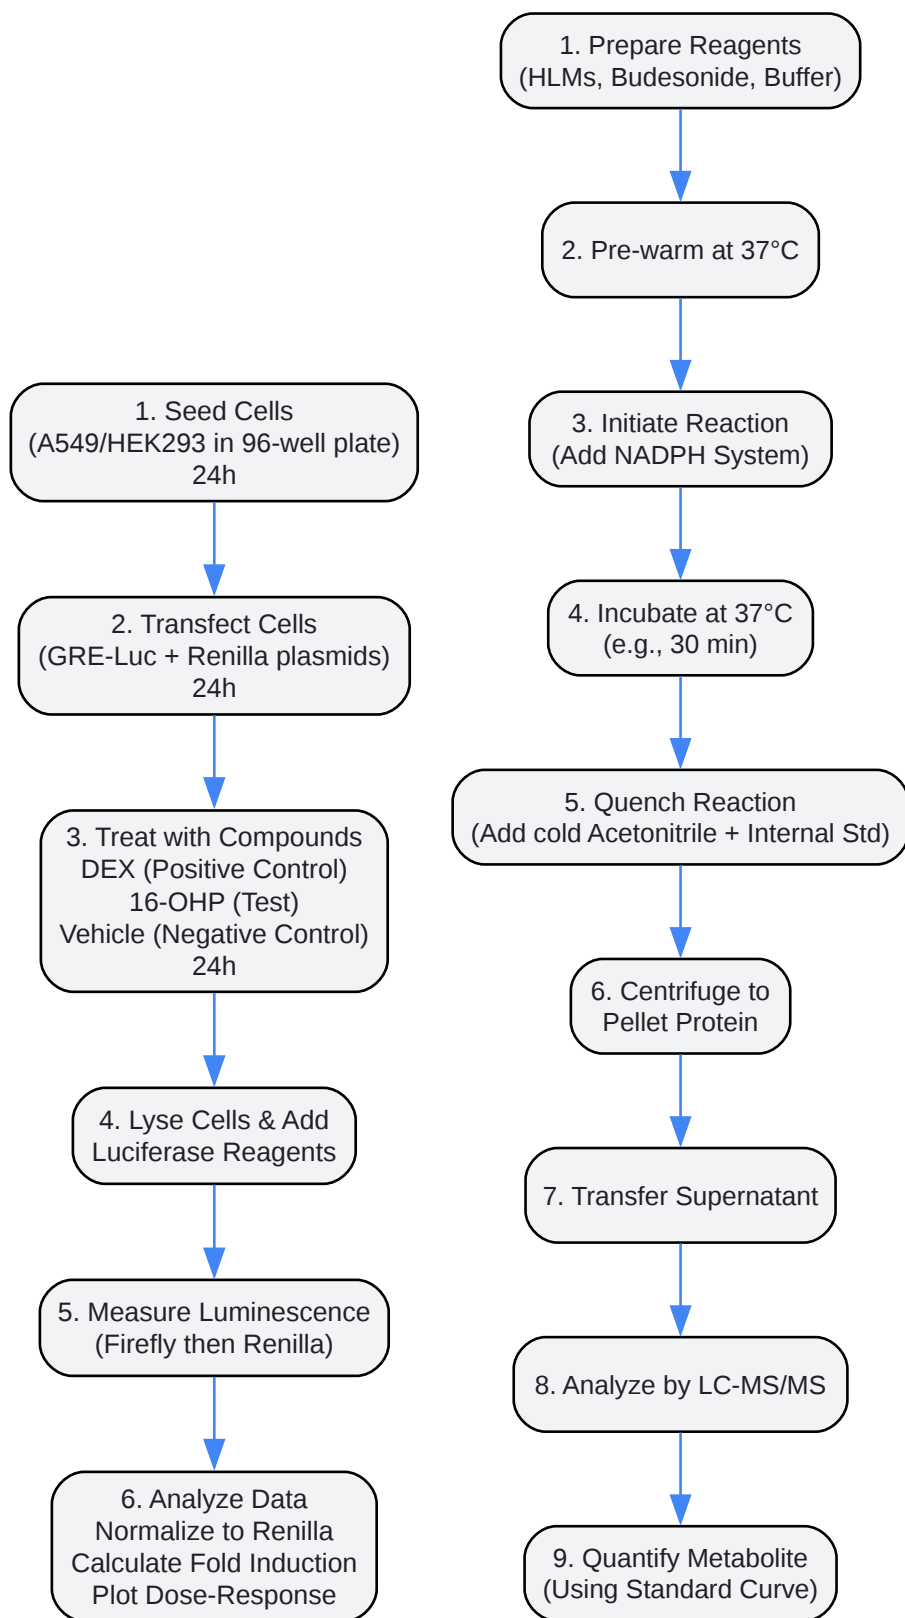 1. Seed Cells
(A549/HEK293 in 96-well plate)
24h
2. Transfect Cells
(GRE-Luc + Renilla plasmids)
24h
3. Treat with Compounds
DEX (Positive Control)
16-OHP (Test)
Vehicle (Negative Control)
24h
4. Lyse Cells & Add
Luciferase Reagents
5. Measure Luminescence
(Firefly then Renilla)
6. Analyze Data
Normalize to Renilla
Calculate Fold Induction
Plot Dose-Response
1. Prepare Reagents
(HLMs, Budesonide, Buffer)
2. Pre-warm at 37°C
3. Initiate Reaction
(Add NADPH System)
4. Incubate at 37°C
(e.g., 30 min)
5. Quench Reaction
(Add cold Acetonitrile + Internal Std)
6. Centrifuge to
Pellet Protein
7. Transfer Supernatant
8. Analyze by LC-MS/MS
9. Quantify Metabolite
(Using Standard Curve)